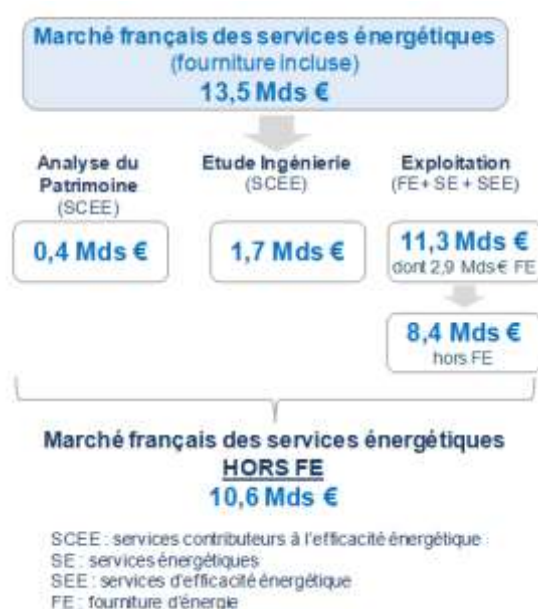 Marché français des services énergétiques
(fourniture incluse)
13,5 Mds €
Analyse du
Patrimoine
(SCEE)
0,4 Mds €
Etude Ingénierie
(SCEE)
1,7 Mds €
Exploitation
(FE+ SE + SEE)
11,3 Mds €
dont 2,9 Mds € FE
8,4 Mds €
hors FE
Marché français des services énergétiques
HORS FE
10,6 Mds €
SCEE : services contributeurs à l'efficacité énergétique
SE : services énergétiques
SEE : services d'efficacité énergétique
FE : fourniture d'énergie